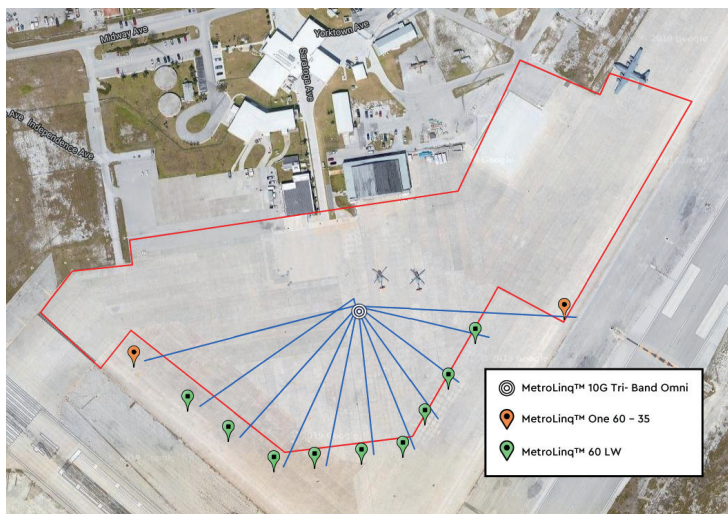 Midway Ave
Yorktown Ave
Saratoga Ave
Ave
Independence Ave
MetroLinq™ 10G Tri- Band Omni
MetroLinq™ One 60 – 35
MetroLinq™ 60 LW